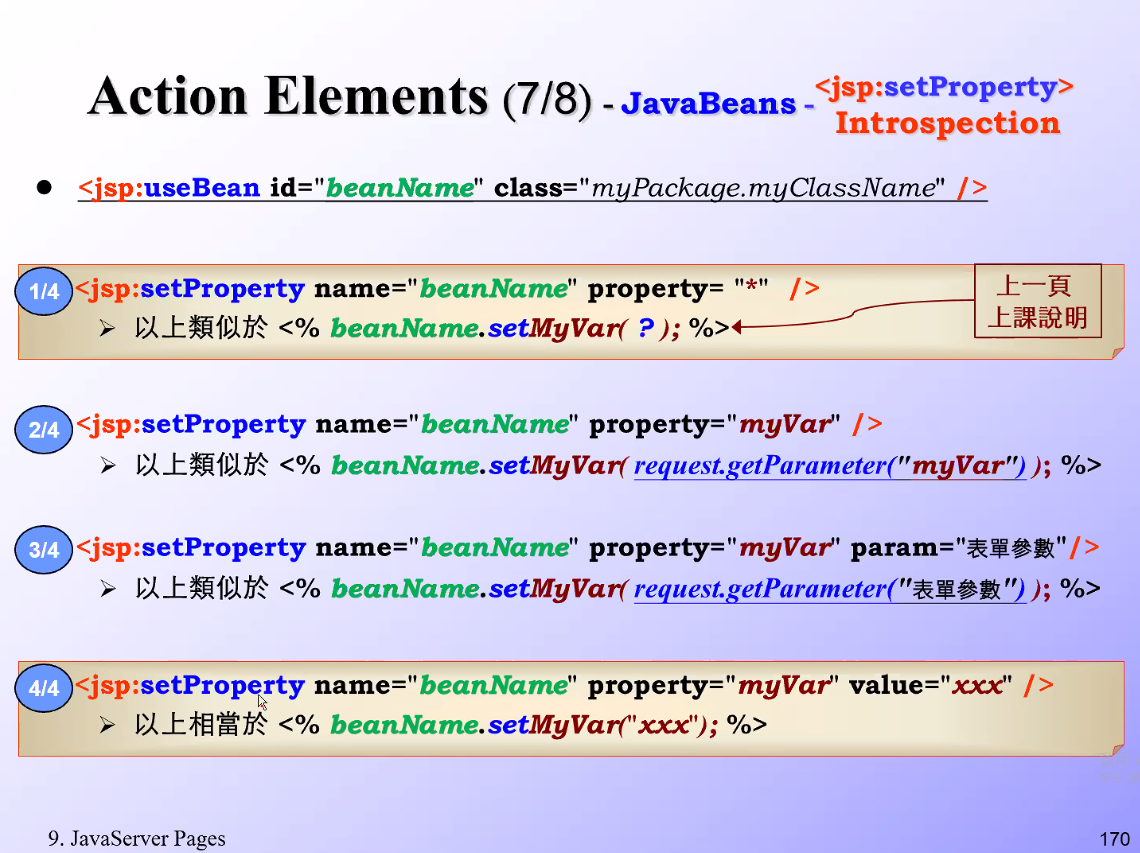 Action Elements (7/8) - JavaBeans - <jsp:setProperty>
Introspection
● <jsp:useBean id="beanName" class="myPackage.myClassName" />
1/4 <jsp:setProperty name="beanName" property= "*" />
➢ 以上類似於 <% beanName.setMyVar( ? ); %>
上一頁
上課說明
2/4 <jsp:setProperty name="beanName" property="myVar" />
➢ 以上類似於 <% beanName.setMyVar( request.getParameter("myVar") ); %>
3/4 <jsp:setProperty name="beanName" property="myVar" param="表單參數"/>
➢ 以上類似於 <% beanName.setMyVar( request.getParameter("表單參數") ); %>
4/4 <jsp:setProperty name="beanName" property="myVar" value="xxx" />
➢ 以上相當於 <% beanName.setMyVar("xxx"); %>
9. JavaServer Pages
170